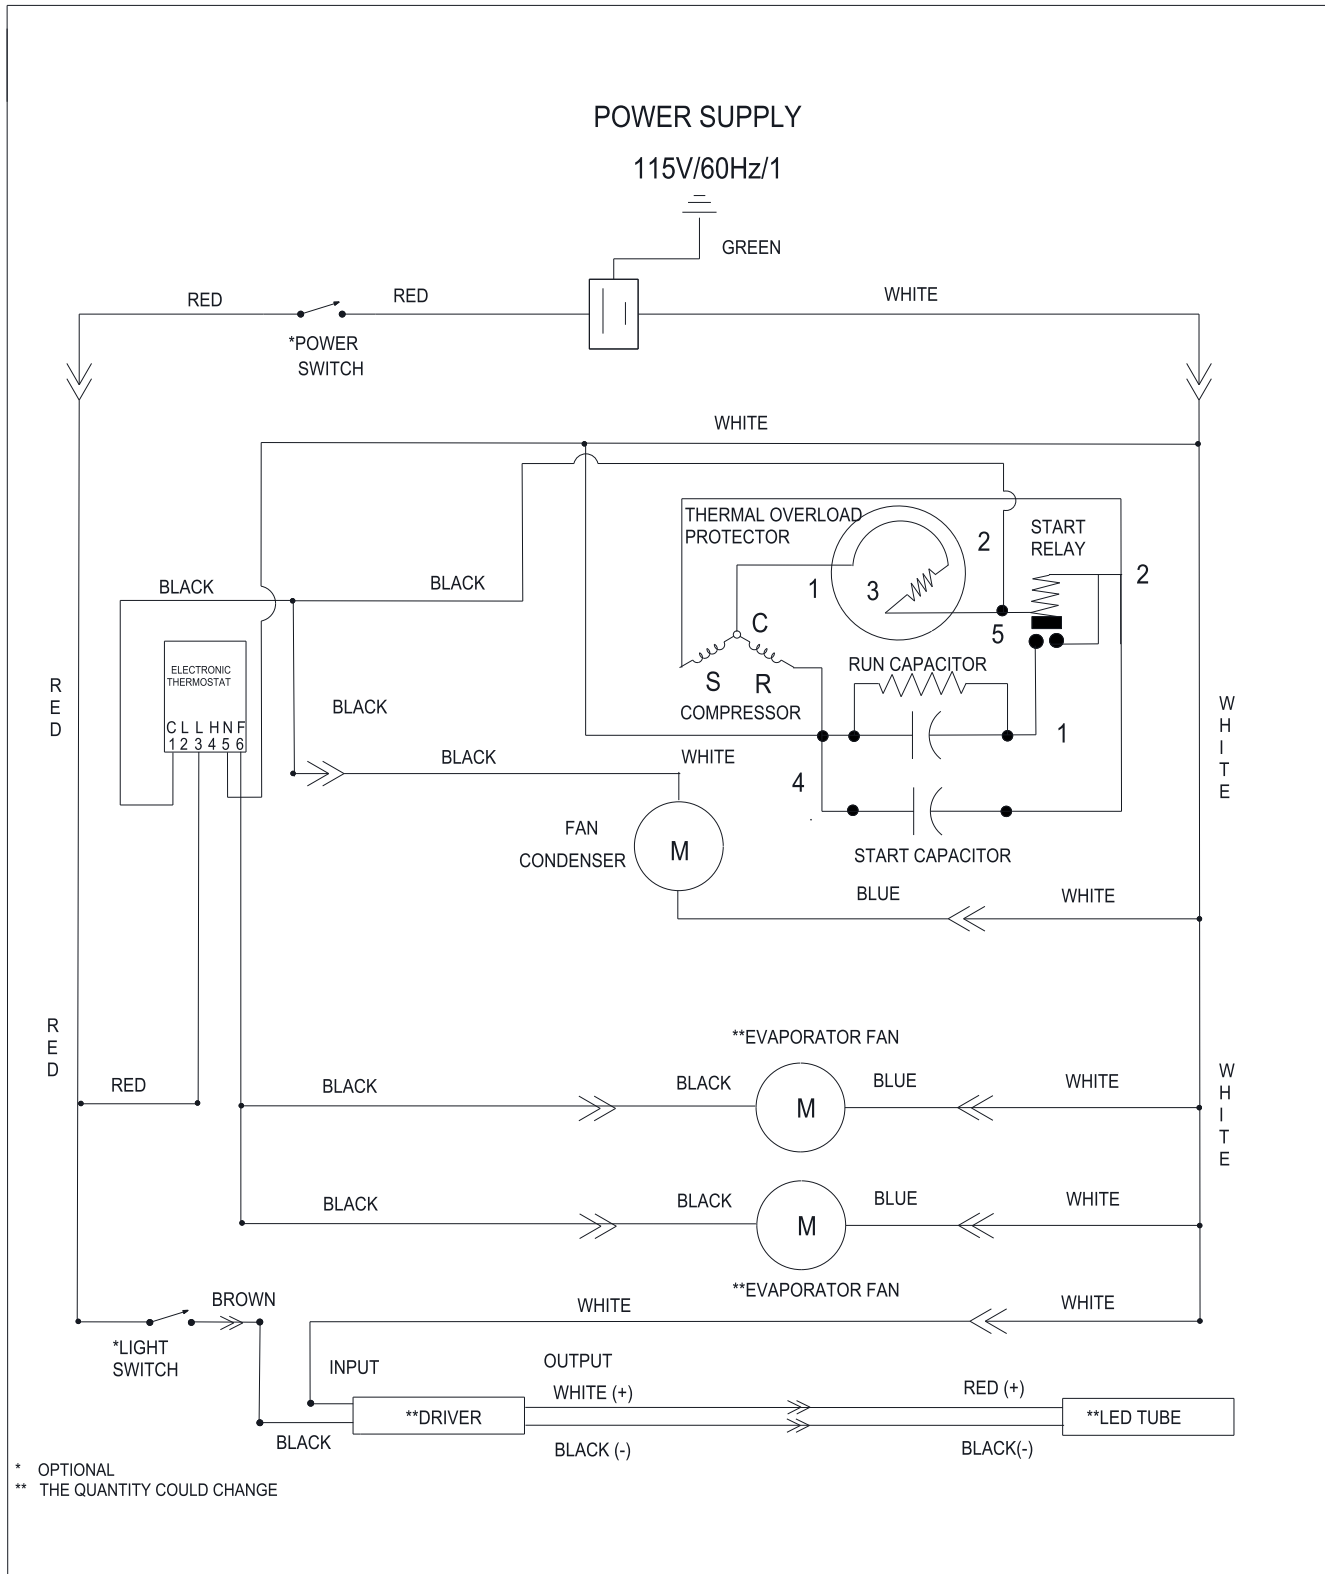 POWER SUPPLY
115V/60Hz/1
GREEN
RED
RED
WHITE
*POWER
SWITCH
WHITE
THERMAL OVERLOAD
PROTECTOR
2
START
RELAY
BLACK
BLACK
1
3
2
C
5
ELECTRONIC
THERMOSTAT
RUN CAPACITOR
S
R
RED
BLACK
COMPRESSOR
WHITE
C L L H N F
1 2 3 4 5 6
1
BLACK
WHITE
4
FAN
CONDENSER
M
START CAPACITOR
BLUE
WHITE
RED
**EVAPORATOR FAN
WHITE
RED
BLACK
BLACK
BLUE
WHITE
M
BLACK
BLACK
BLUE
WHITE
M
**EVAPORATOR FAN
BROWN
WHITE
WHITE
*LIGHT
SWITCH
INPUT
OUTPUT
WHITE (+)
RED (+)
**DRIVER
**LED TUBE
BLACK
BLACK (-)
BLACK(-)
* OPTIONAL
** THE QUANTITY COULD CHANGE